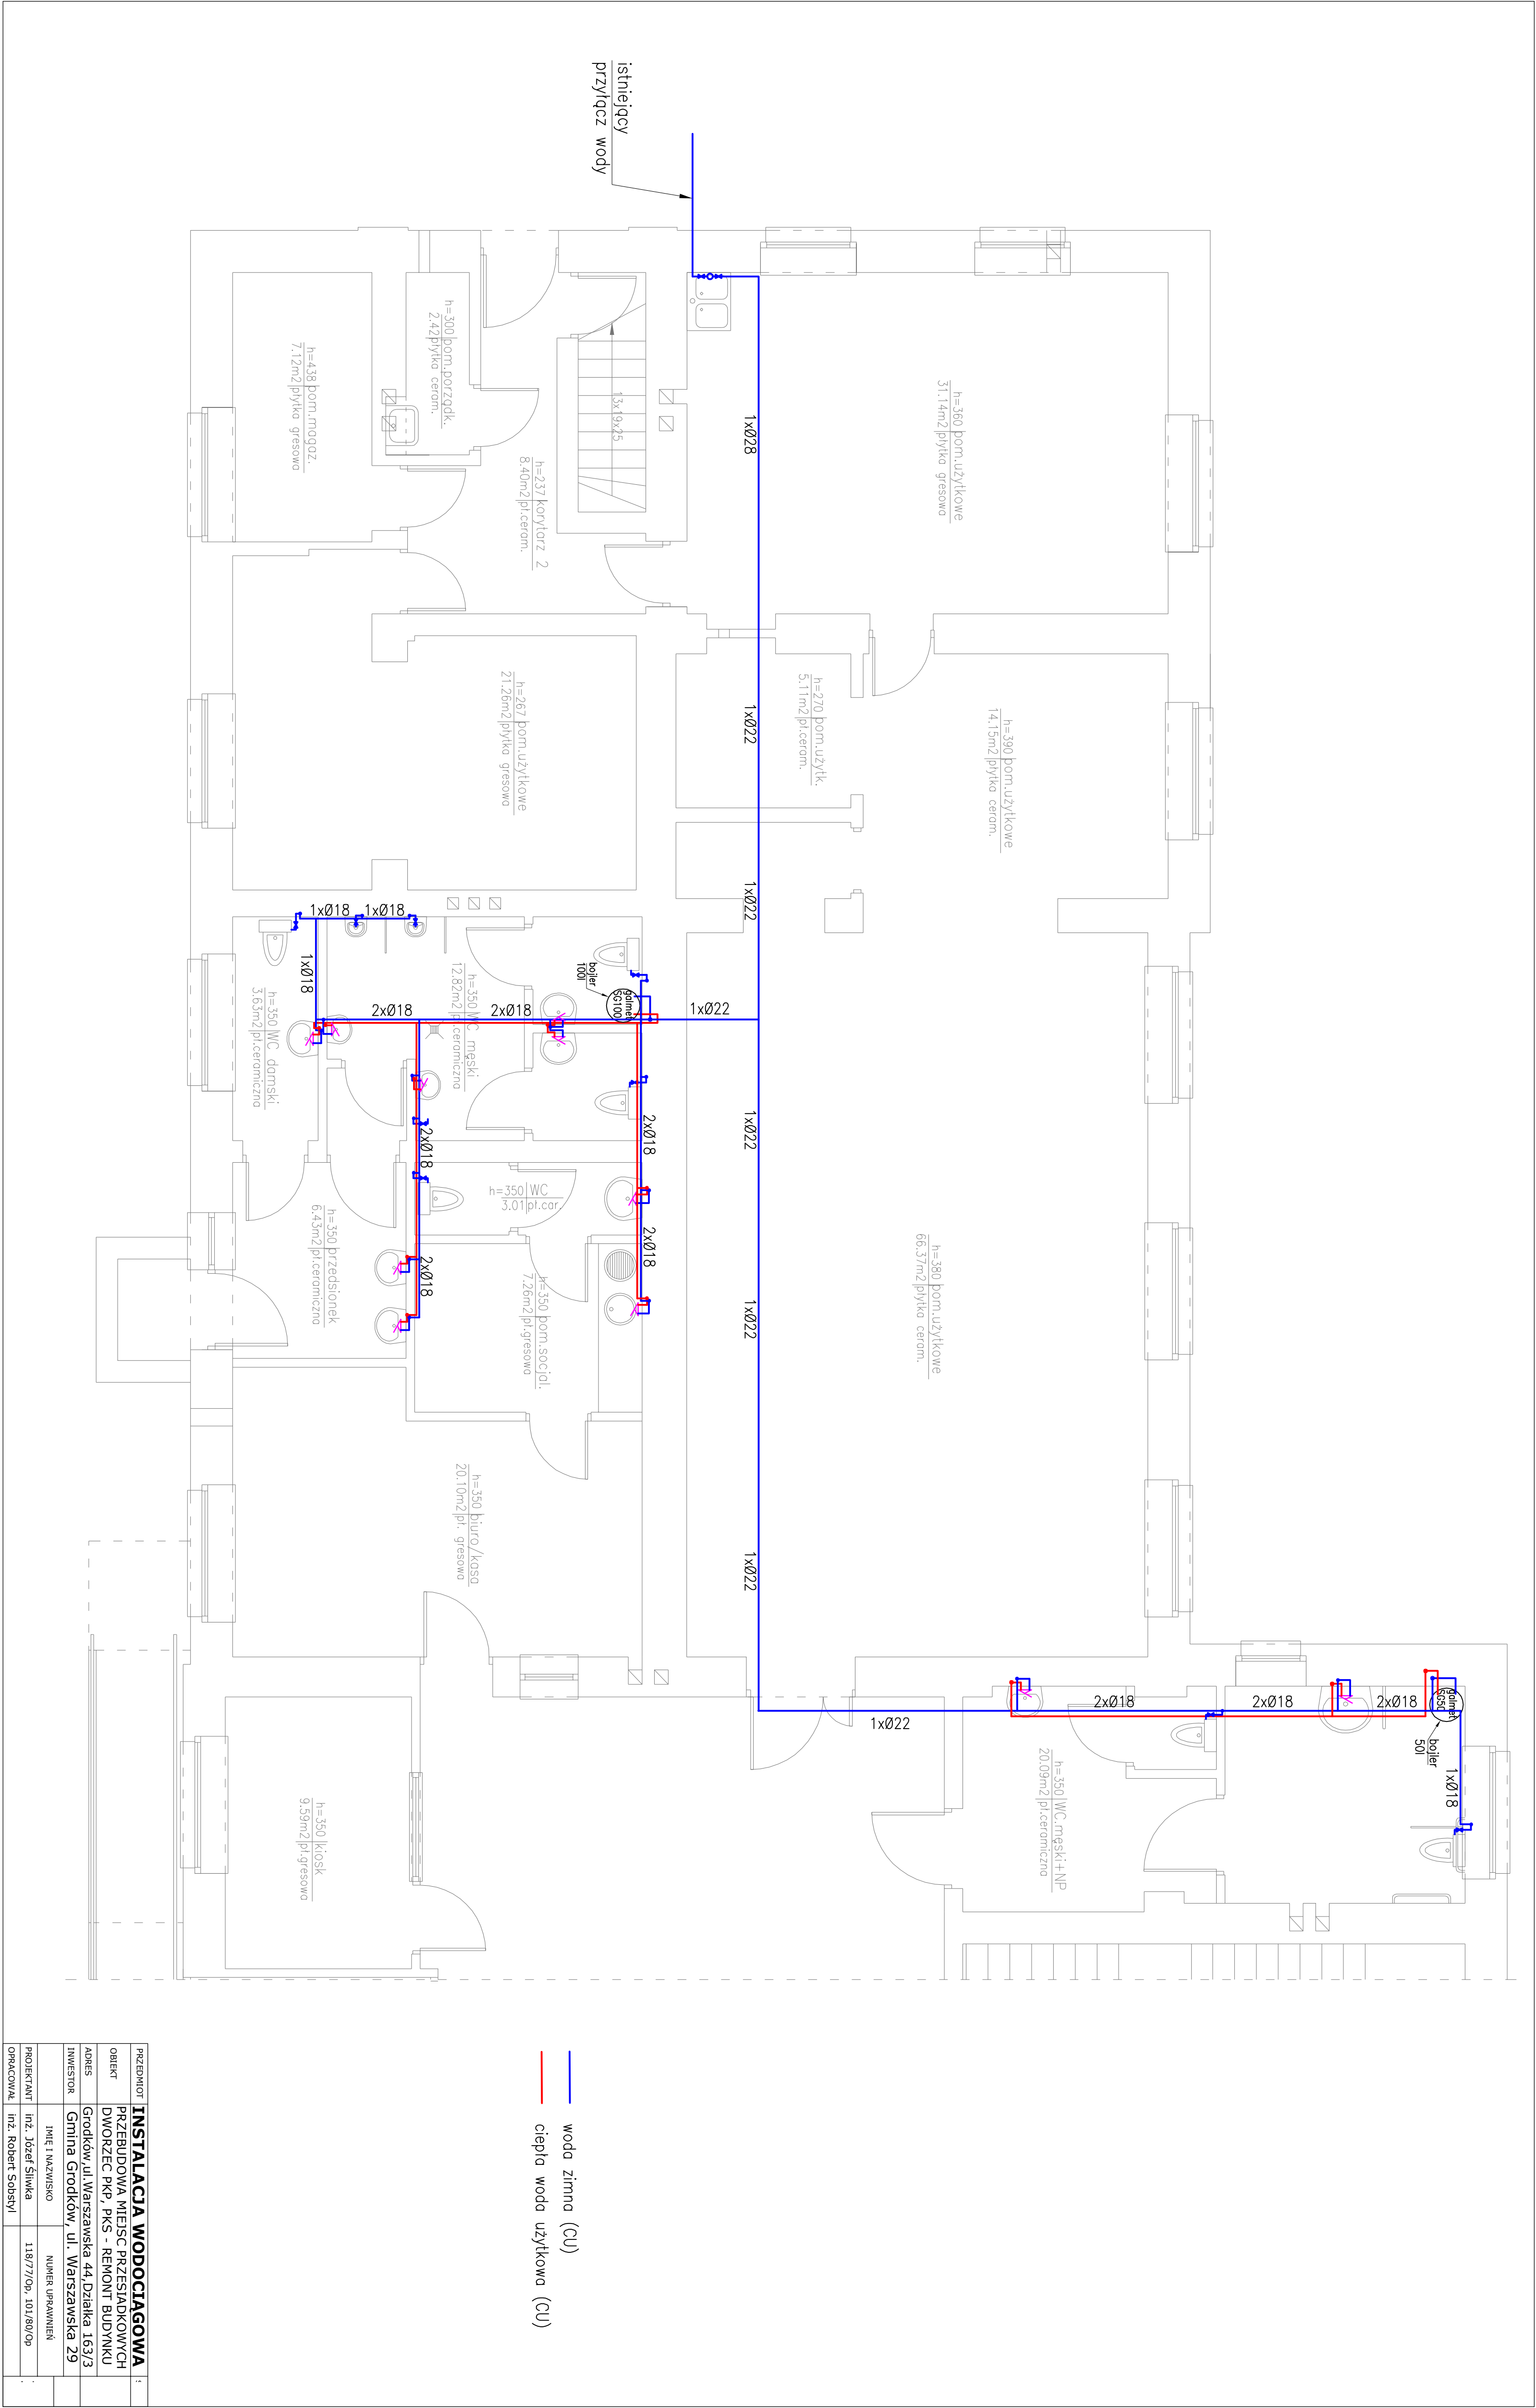 istniejący
przyłącz wody
h=360 pom.użytkowe
31.14m2 płytka gresowa
h=300 pom.porządk.
2.42 płytka ceram.
h=438 pom.magaz.
7.12m2 płytka gresowa
13x19x25
h=237 korytarz 2
8.40m2 pł.ceram.
1xØ28
h=270 pom.użytk.
5.11m2 pł.ceram.
h=390 pom.użytkowe
14.15m2 płytka ceram.
h=267 pom.użytkowe
21.26m2 płytka gresowa
1xØ22
1xØ22
1xØ18
1xØ18
1xØ18
bojler
100l
galmet
SG100
1xØ22
2xØ18
2xØ18
h=350 WC męski
12.82m2 pł.ceramiczna
h=350 WC damski
3.63m2 pł.ceramiczna
1xØ22
2xØ18
2xØ18
h=350 WC
3.01 pł.car.
2xØ18
2xØ18
h=350 przedsionek
6.43m2 pł.ceramiczna
h=350 pom.socjal.
7.26m2 pł.gresowa
h=380 pom.użytkowe
66.37m2 płytka ceram.
1xØ22
h=350 biuro/kasa
20.10m2 pł. gresowa
1xØ22
1xØ22
2xØ18
2xØ18
2xØ18
galmet
SG50
bojler
50l
1xØ18
h=350 WC.męski+NP
20.09m2 pł.ceramiczna
h=350 kiosk
9.59m2 pł.gresowa
woda zimna (CU)
ciepła woda użytkowa (CU)
PRZEDMIOT INSTALACJA WODOCIĄGOWA
OBIEKT PRZEBUDOWA MIEJSC PRZESIADKOWYCH
DWORZEC PKP, PKS - REMONT BUDYNKU
ADRES Grodków,ul.Warszawska 44,Działka 163/3
INWESTOR Gmina Grodków, ul. Warszawska 29
IMIĘ I NAZWISKO NUMER UPRAWNIEŃ
PROJEKTANT inż. Józef Śliwka 118/77/Op, 101/80/Op
OPRACOWAŁ inż. Robert Sobstyl